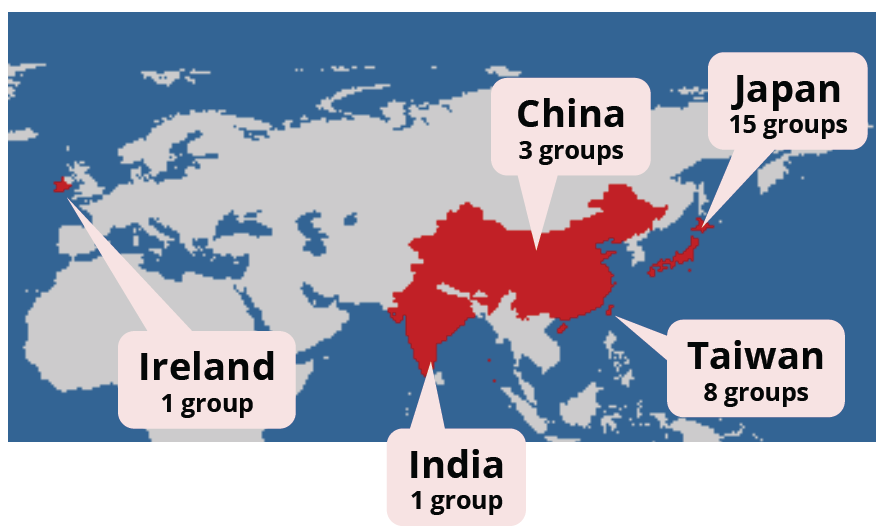 Japan
15 groups
China
3 groups
Ireland
1 group
Taiwan
8 groups
India
1 group